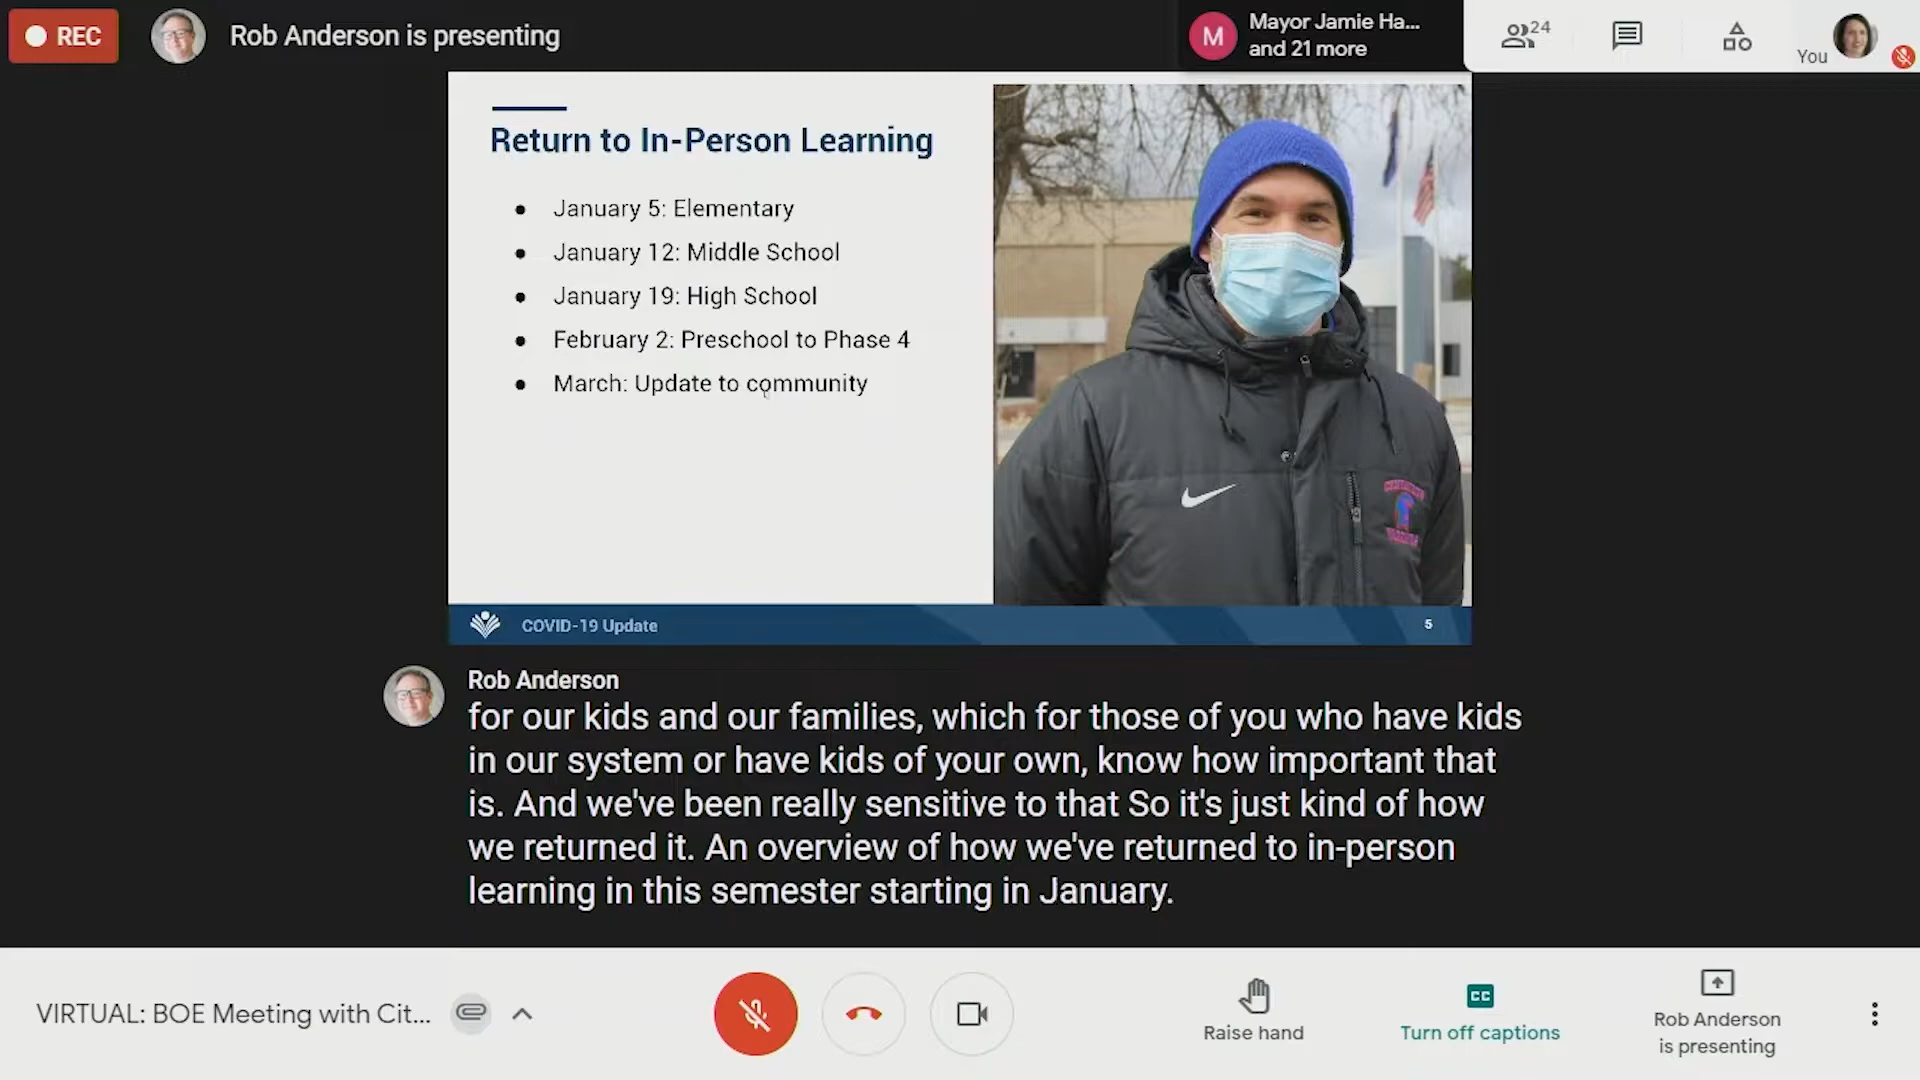 REC
Rob Anderson is presenting
M
Mayor Jamie Ha...
and 21 more
24
You
Return to In-Person Learning
January 5: Elementary
January 12: Middle School
January 19: High School
February 2: Preschool to Phase 4
March: Update to community
COVID-19 Update
5
Rob Anderson
for our kids and our families, which for those of you who have kids
in our system or have kids of your own, know how important that
is. And we've been really sensitive to that So it's just kind of how
we returned it. An overview of how we've returned to in-person
learning in this semester starting in January.
VIRTUAL: BOE Meeting with Cit...
Raise hand
CC
Turn off captions
Rob Anderson
is presenting